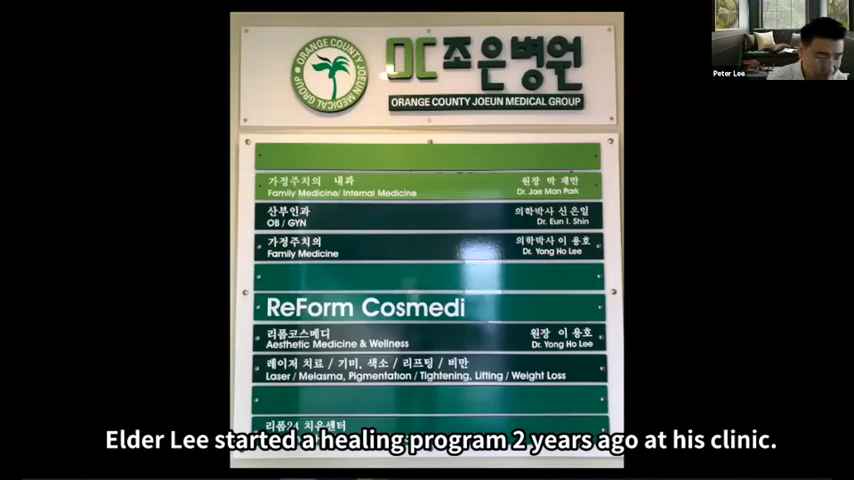 Peter Lee
ORANGE COUNTY JOEUN MEDICAL GROUP
OC 조은병원
ORANGE COUNTY JOEUN MEDICAL GROUP
가정주치의 내과 원장 박 재만
Family Medicine/ Internal Medicine Dr. Jae Man Park
산부인과 의학박사 신은일
OB / GYN Dr. Eun I. Shin
가정주치의 의학박사 이 용호
Family Medicine Dr. Yong Ho Lee
ReForm Cosmedi
리폼코스메디 원장 이 용호
Aesthetic Medicine & Wellness Dr. Yong Ho Lee
레이저 치료 / 기미, 색소 / 리프팅 / 비만
Laser / Melasma, Pigmentation / Tightening, Lifting / Weight Loss
리폼24 치유센터
Elder Lee started a healing program 2 years ago at his clinic.